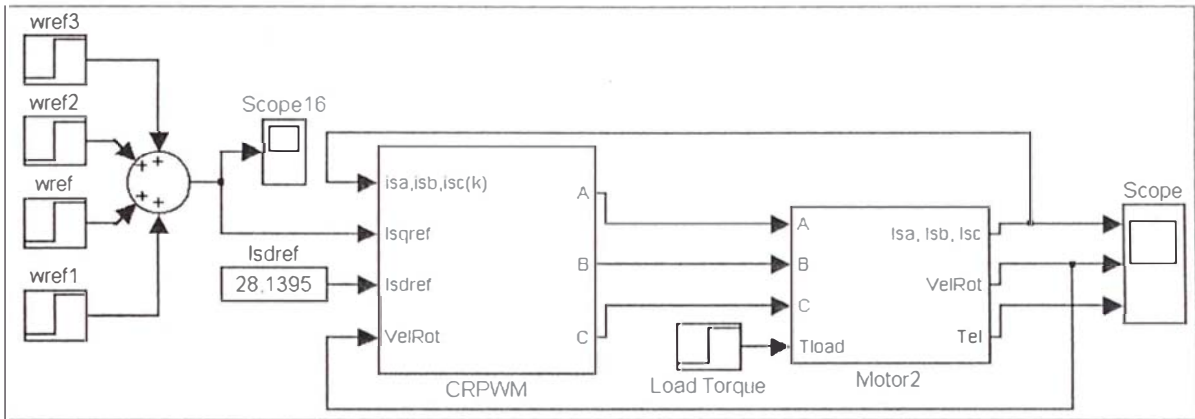 wref3
wref2
wref
wref1
+
+
+
+
Scope16
Isdref
28.1395
isa,isb,isc(k)
Isqref
Isdref
VelRot
A
B
C
CRPWM
Load Torque
A
B
C
Tload
Isa, Isb, Isc
VelRot
Tel
Motor2
Scope